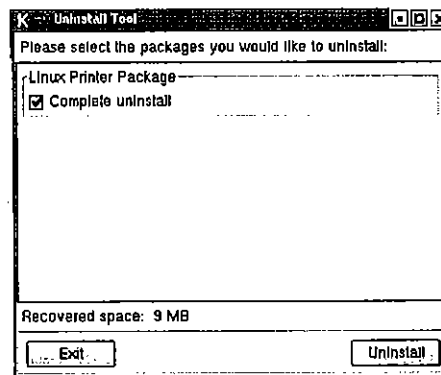 K Uninstall Tool
Please select the packages you would like to uninstall:
Linux Printer Package
Complete uninstall
Recovered space: 9 MB
Exit
Uninstall